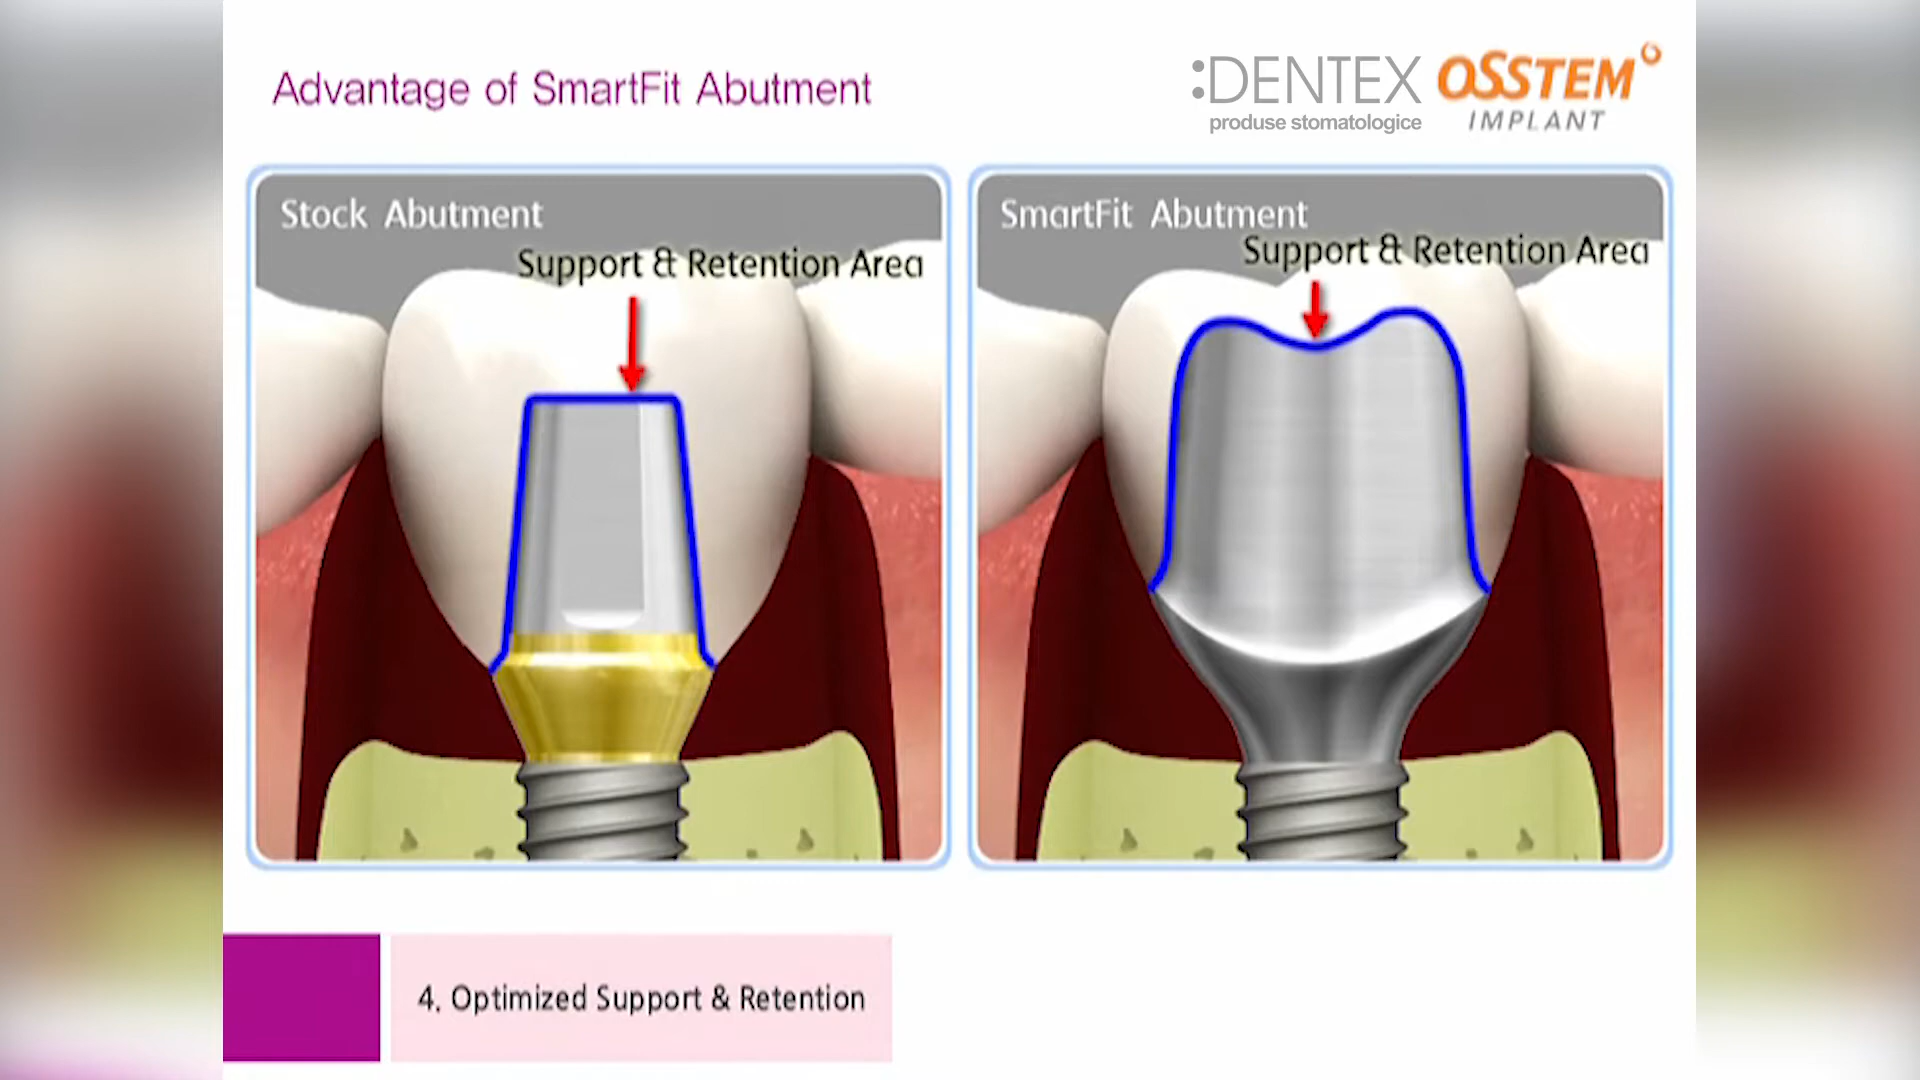 Advantage of SmartFit Abutment
:DENTEX
produse stomatologice
OSSTEM
IMPLANT
Stock Abutment
Support & Retention Area
SmartFit Abutment
Support & Retention Area
4. Optimized Support & Retention